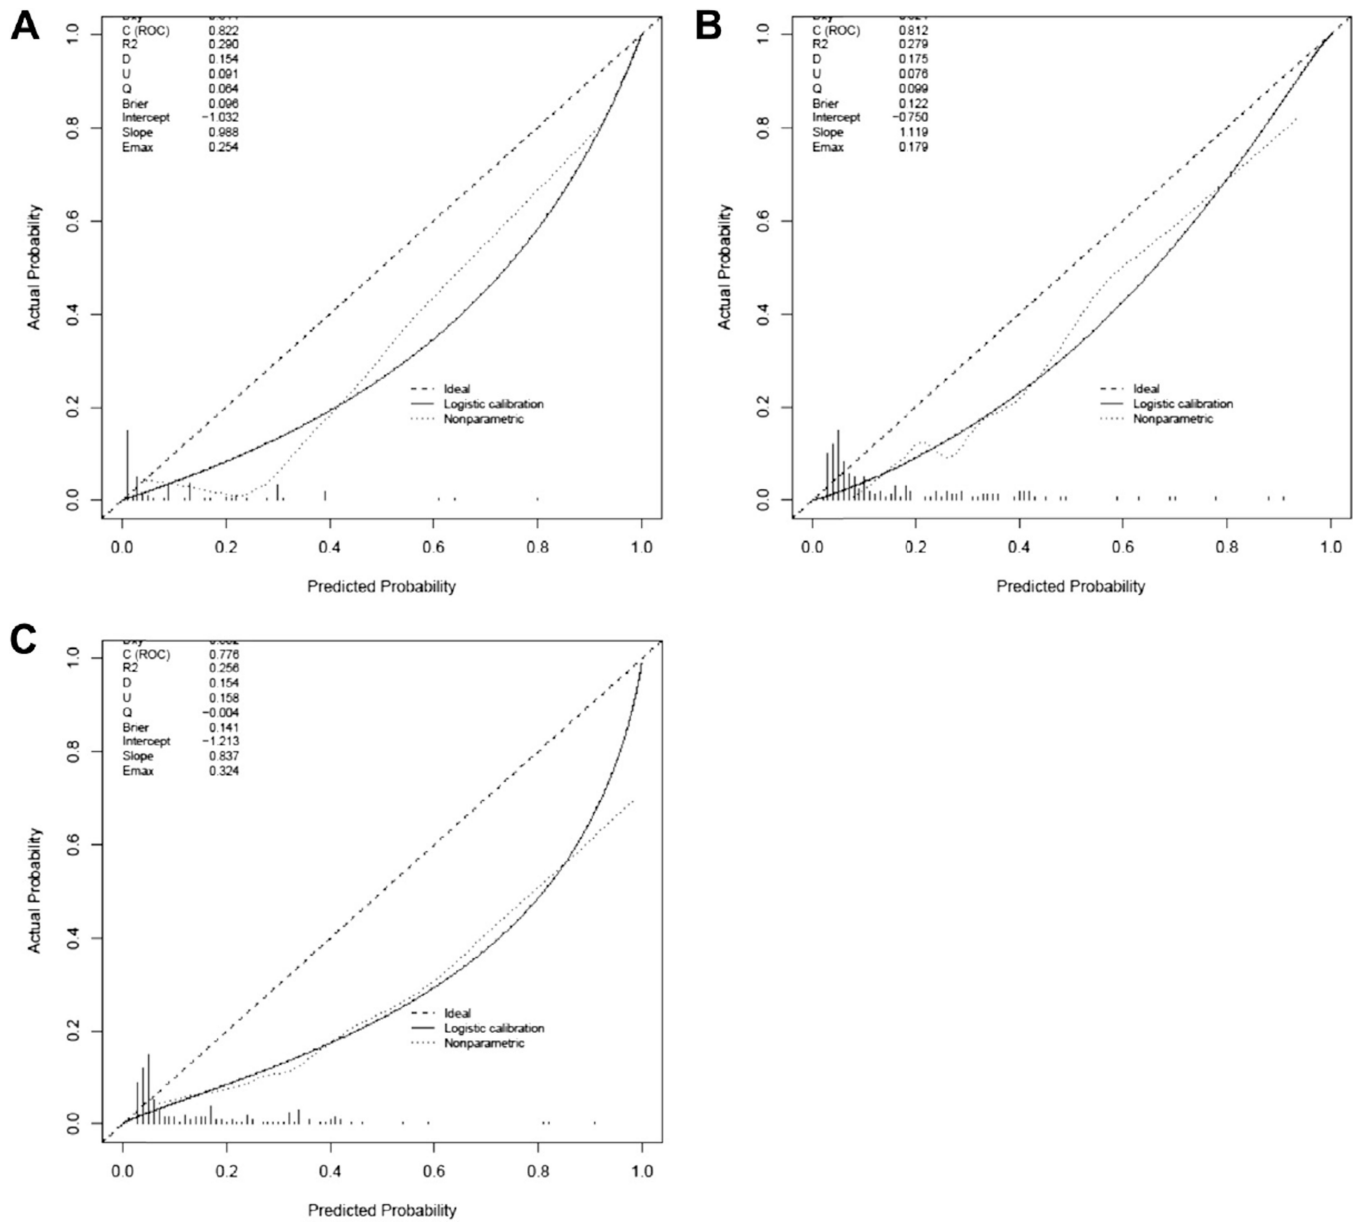 A
C (ROC) 0.822
R2 0.290
D 0.154
U 0.091
Q 0.064
Brier 0.096
Intercept −1.032
Slope 0.988
Emax 0.254
Actual Probability
1.0
0.8
0.6
0.4
0.2
0.0
Ideal
Logistic calibration
Nonparametric
0.0 0.2 0.4 0.6 0.8 1.0
Predicted Probability
B
C (ROC) 0.812
R2 0.279
D 0.175
U 0.076
Q 0.099
Brier 0.122
Intercept −0.750
Slope 1.119
Emax 0.179
Actual Probability
1.0
0.8
0.6
0.4
0.2
0.0
Ideal
Logistic calibration
Nonparametric
0.0 0.2 0.4 0.6 0.8 1.0
Predicted Probability
C
C (ROC) 0.776
R2 0.256
D 0.154
U 0.158
Q −0.004
Brier 0.141
Intercept −1.213
Slope 0.837
Emax 0.324
Actual Probability
1.0
0.8
0.6
0.4
0.2
0.0
Ideal
Logistic calibration
Nonparametric
0.0 0.2 0.4 0.6 0.8 1.0
Predicted Probability